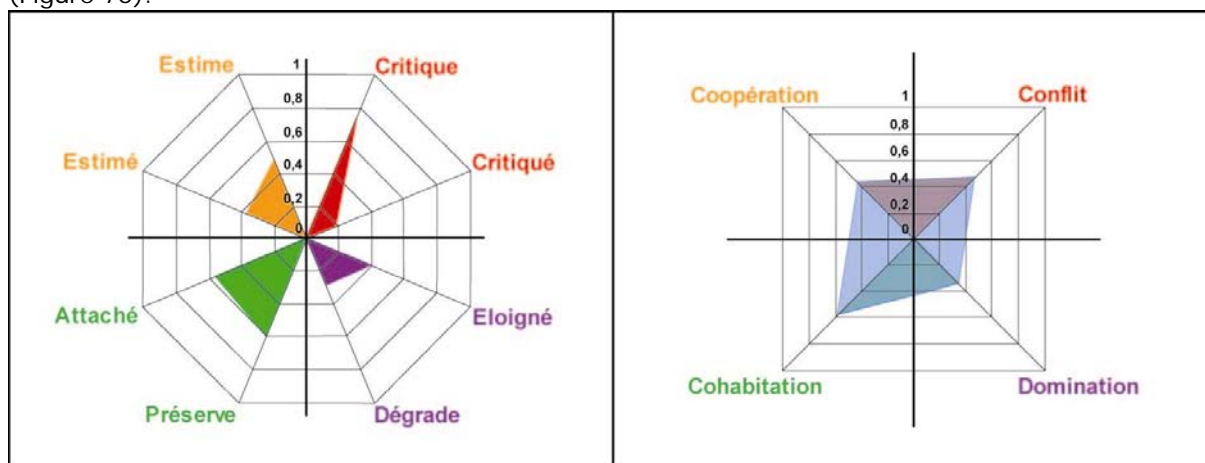 (Figure 75).
Estime
1
Critique
0,8
0,6
Estimé
0,4
Critiqué
0,2
0
Attaché
Eloigné
Préserve
Dégrade
Coopération
1
Conflit
0,8
0,6
0,4
0,2
0
Cohabitation
Domination